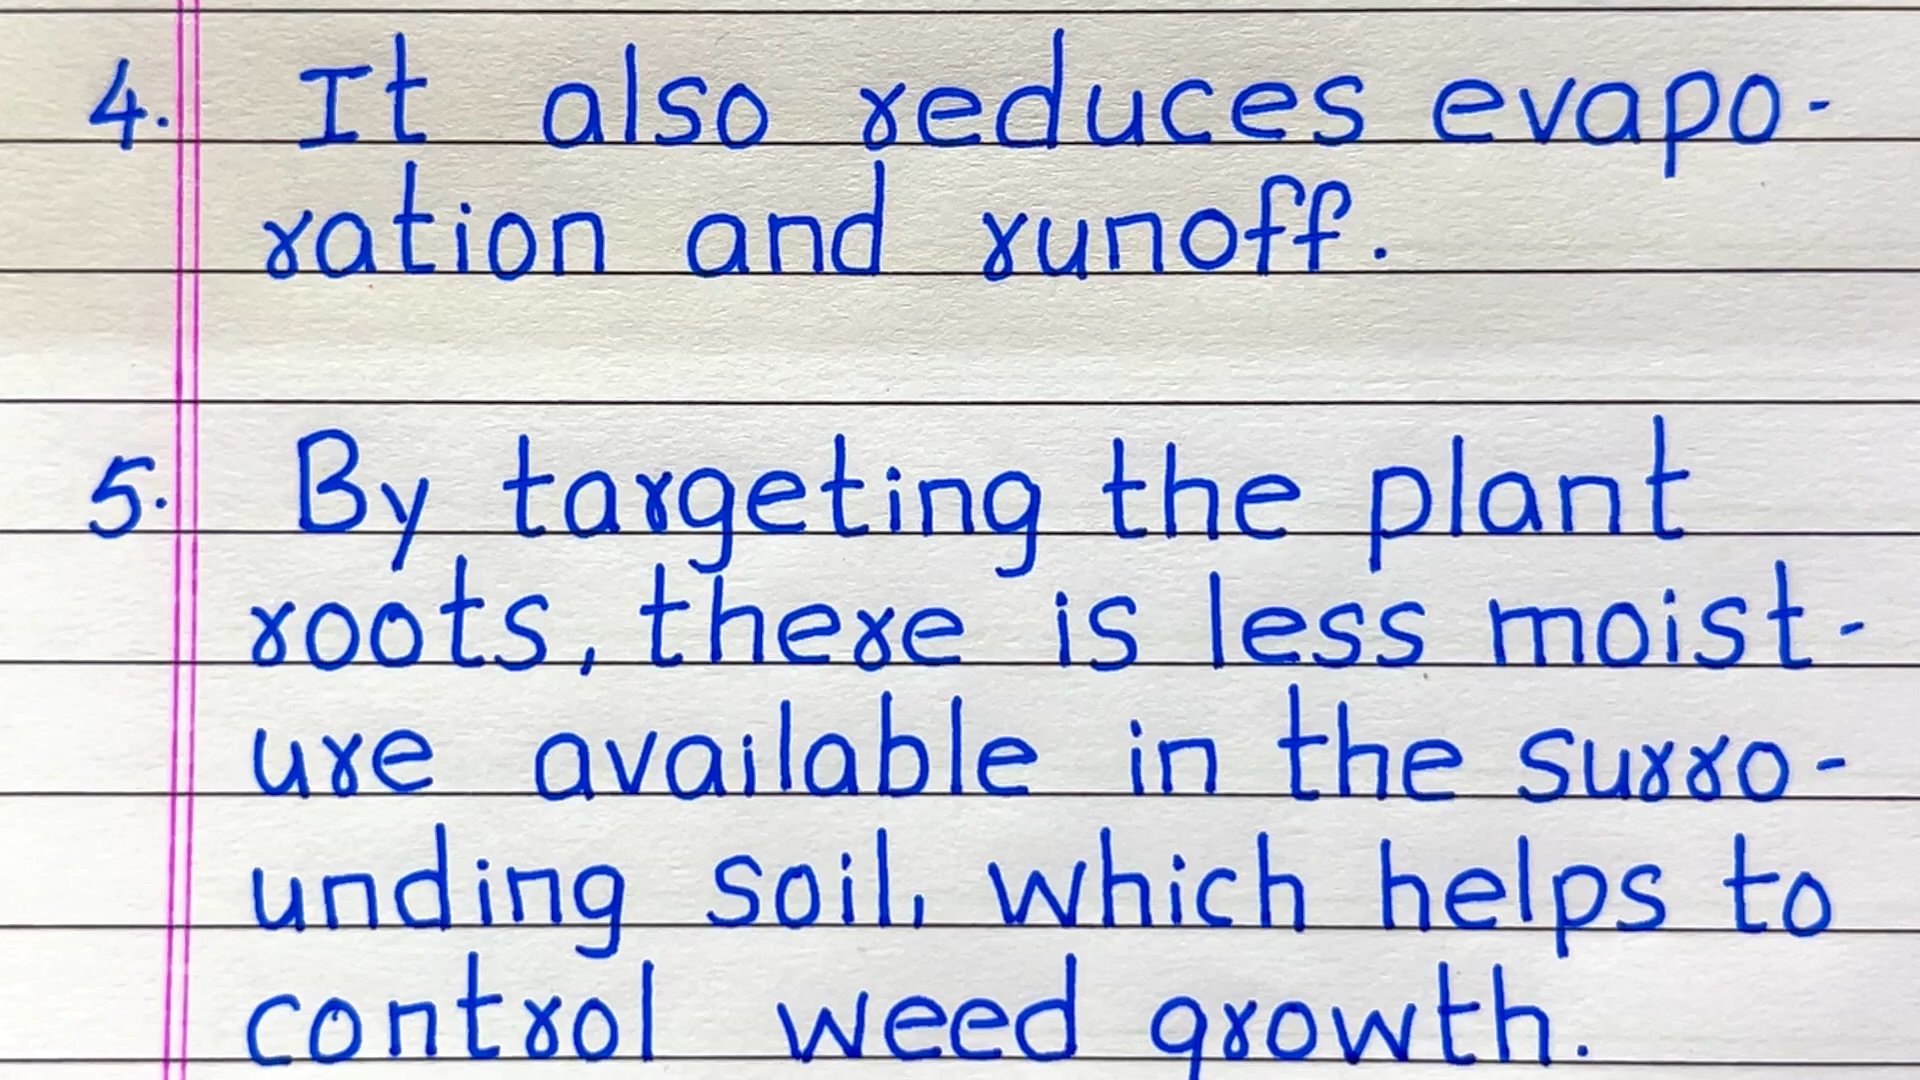 4. It also reduces evapo-
ration and runoff.
5. By targeting the plant
roots, there is less moist-
ure available in the surro-
unding soil, which helps to
control weed growth.